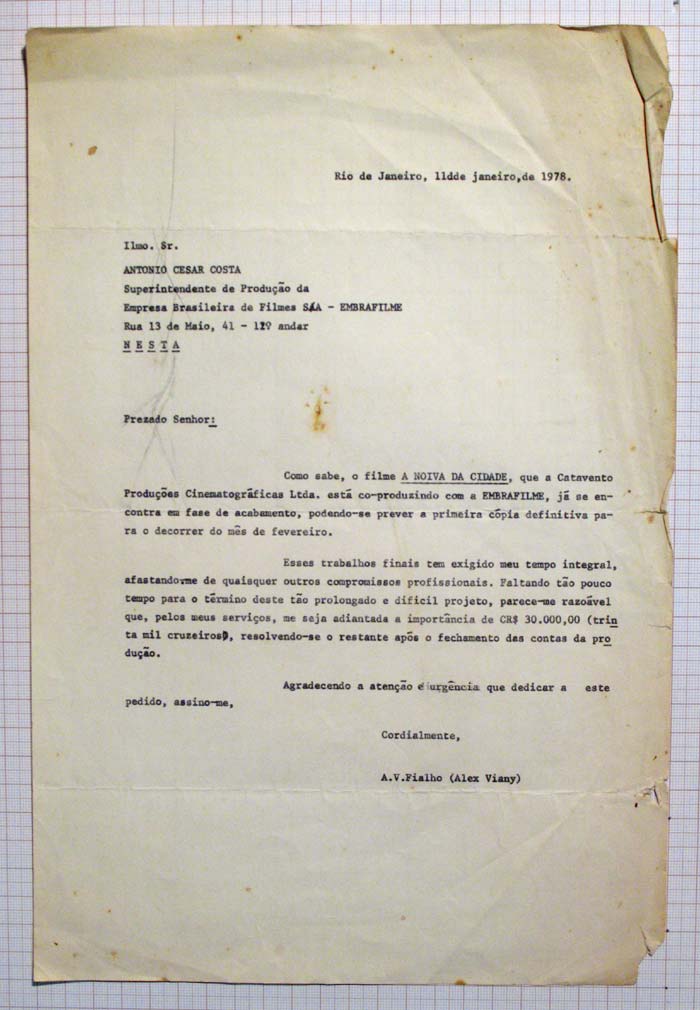 Rio de Janeiro, 11dde janeiro,de 1978.
Ilmo. Sr.
ANTONIO CESAR COSTA
Superintendente de Produção da
Empresa Brasileira de Filmes S/A - EMBRAFILME
Rua 13 de Maio, 41 - 12º andar
N E S T A
Prezado Senhor:
Como sabe, o filme A NOIVA DA CIDADE, que a Catavento
Produções Cinematográficas Ltda. está co-produzindo com a EMBRAFILME, já se en-
contra em fase de acabamento, podendo-se prever a primeira cópia definitiva pa-
ra o decorrer do mês de fevereiro.
Esses trabalhos finais tem exigido meu tempo integral,
afastando-me de quaisquer outros compromissos profissionais. Faltando tão pouco
tempo para o término deste tão prolongado e difícil projeto, parece-me razoável
que, pelos meus serviços, me seja adiantada a importância de CR$ 30.000,00 (trin
ta mil cruzeiros), resolvendo-se o restante após o fechamento das contas da pro
dução.
Agradecendo a atenção e urgência que dedicar a este
pedido, assino-me,
Cordialmente,
A.V.Fialho (Alex Viany)